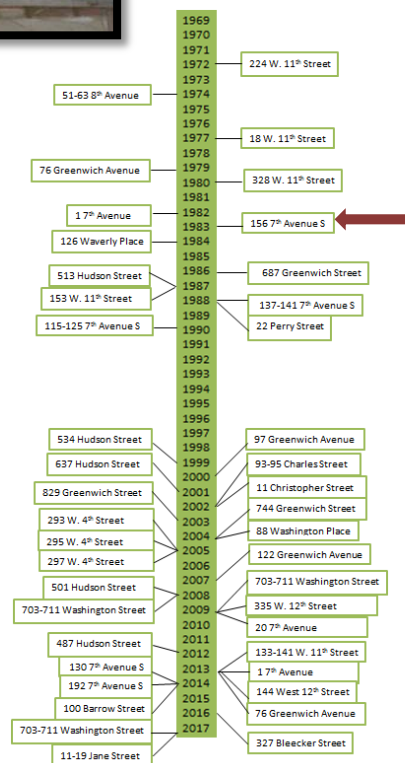 1969
1970
1971
1972
1973
1974
1975
1976
1977
1978
1979
1980
1981
1982
1983
1984
1985
1986
1987
1988
1989
1990
1991
1992
1993
1994
1995
1996
1997
1998
1999
2000
2001
2002
2003
2004
2005
2006
2007
2008
2009
2010
2011
2012
2013
2014
2015
2016
2017
51-63 8th Avenue
76 Greenwich Avenue
1 7th Avenue
126 Waverly Place
513 Hudson Street
153 W. 11th Street
115-125 7th Avenue S
534 Hudson Street
637 Hudson Street
829 Greenwich Street
293 W. 4th Street
295 W. 4th Street
297 W. 4th Street
501 Hudson Street
703-711 Washington Street
487 Hudson Street
130 7th Avenue S
192 7th Avenue S
100 Barrow Street
703-711 Washington Street
11-19 Jane Street
224 W. 11th Street
18 W. 11th Street
328 W. 11th Street
156 7th Avenue S
687 Greenwich Street
137-141 7th Avenue S
22 Perry Street
97 Greenwich Avenue
93-95 Charles Street
11 Christopher Street
744 Greenwich Street
88 Washington Place
122 Greenwich Avenue
703-711 Washington Street
335 W. 12th Street
20 7th Avenue
133-141 W. 11th Street
1 7th Avenue
144 West 12th Street
76 Greenwich Avenue
327 Bleecker Street